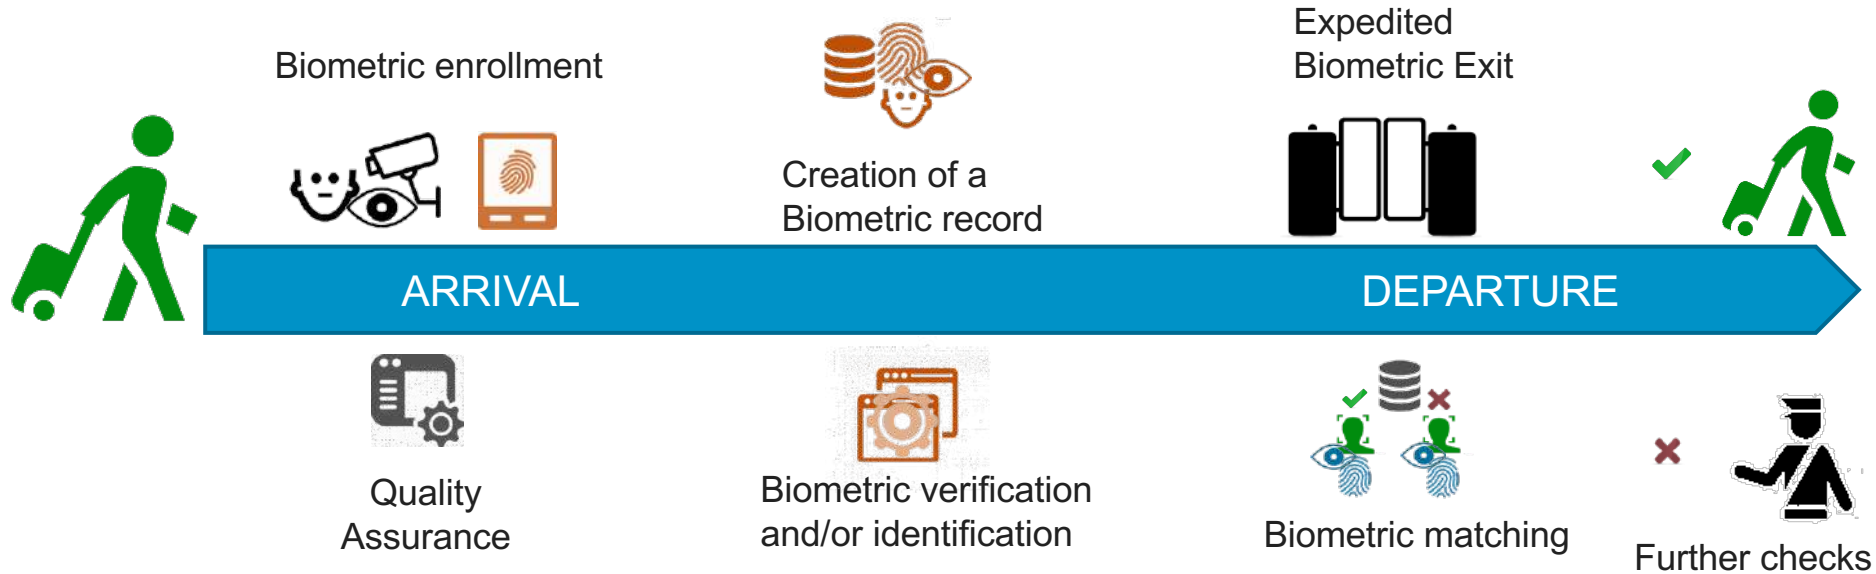 Biometric enrollment
Creation of a
Biometric record
Expedited
Biometric Exit
ARRIVAL
DEPARTURE
Quality
Assurance
Biometric verification
and/or identification
Biometric matching
Further checks